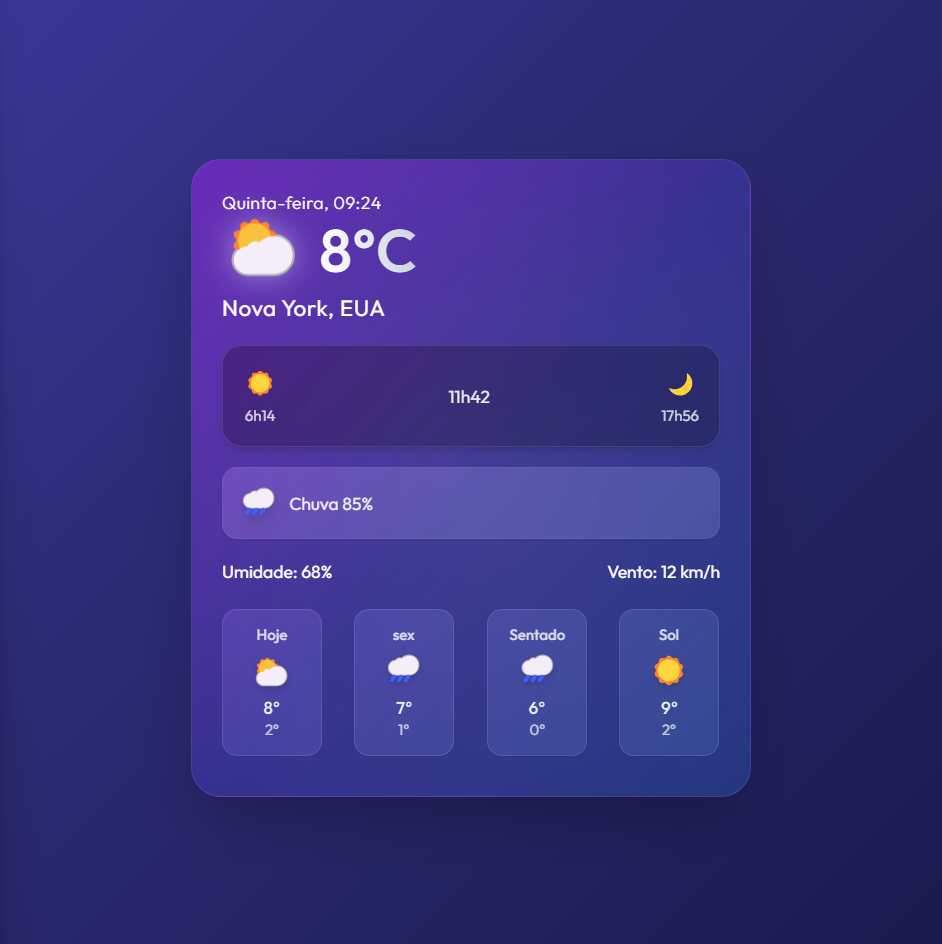 Quinta-feira, 09:24
8°C
Nova York, EUA
6h14
11h42
17h56
Chuva 85%
Umidade: 68%
Vento: 12 km/h
Hoje
8°
2°
sex
7°
1°
Sentado
6°
0°
Sol
9°
2°